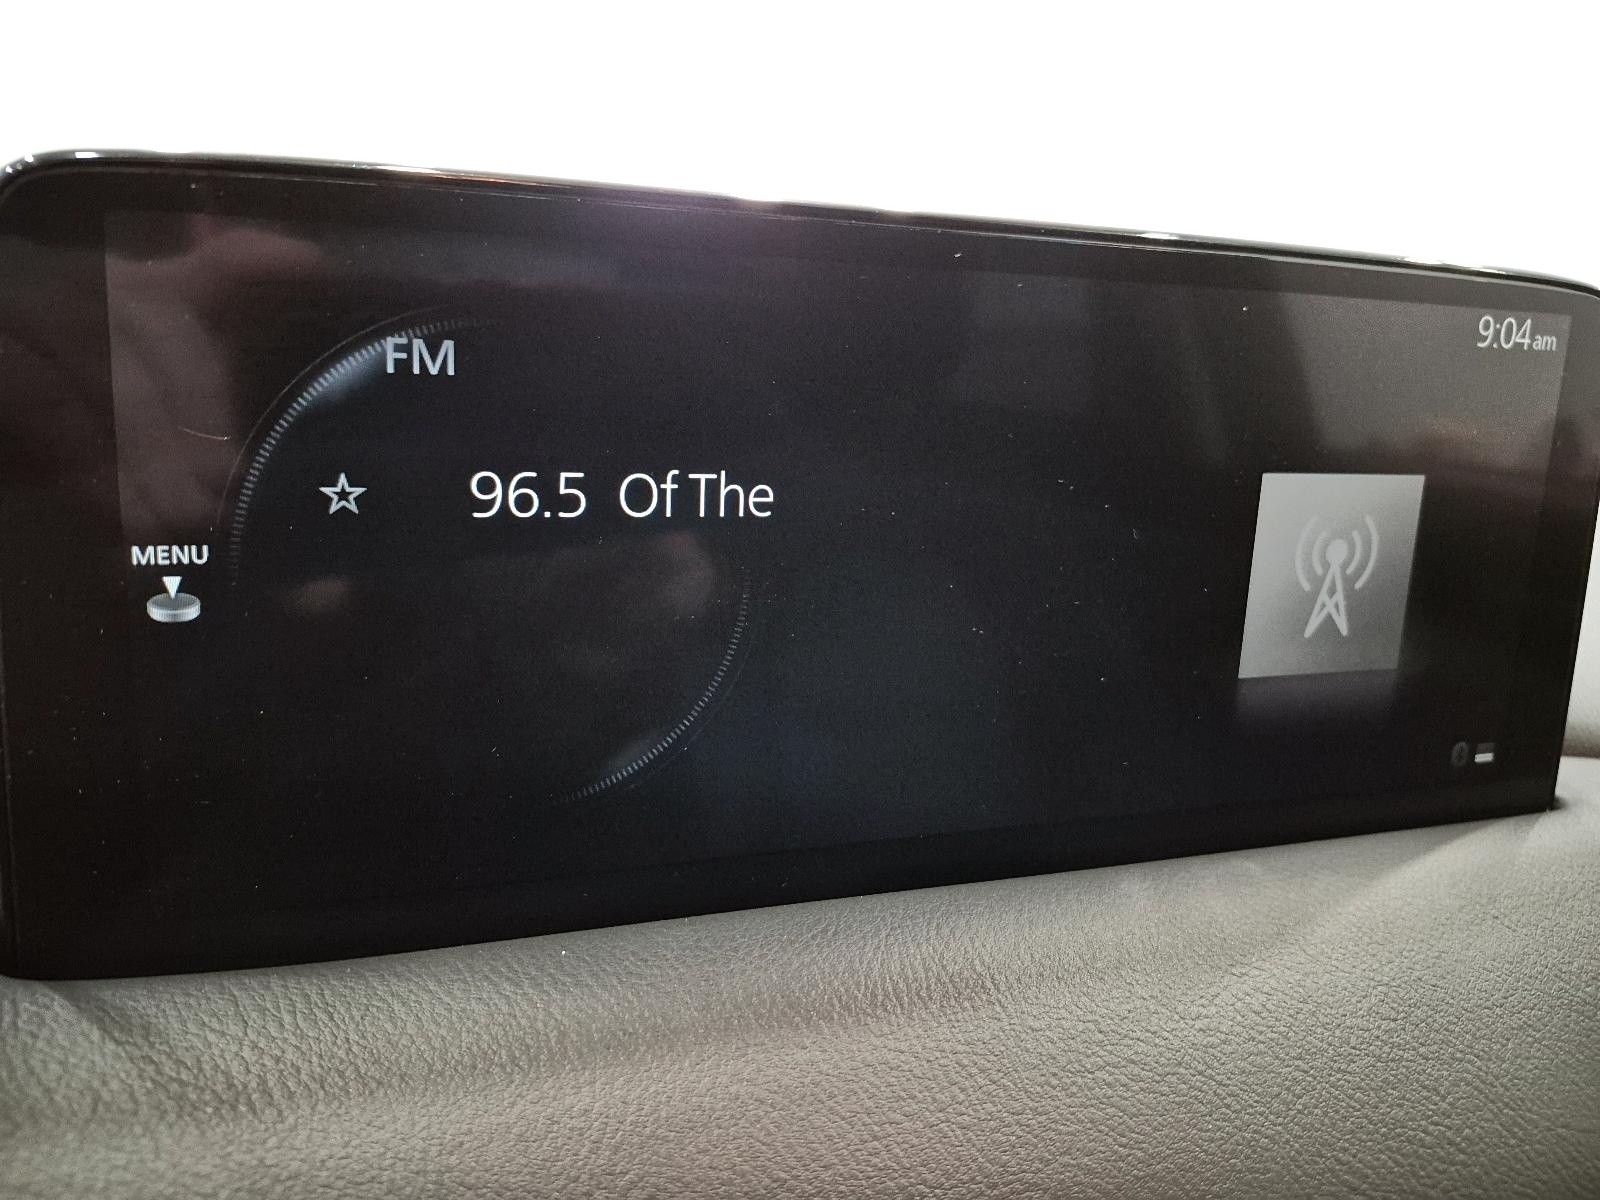 FM
9:04am
96.5 Of The
MENU